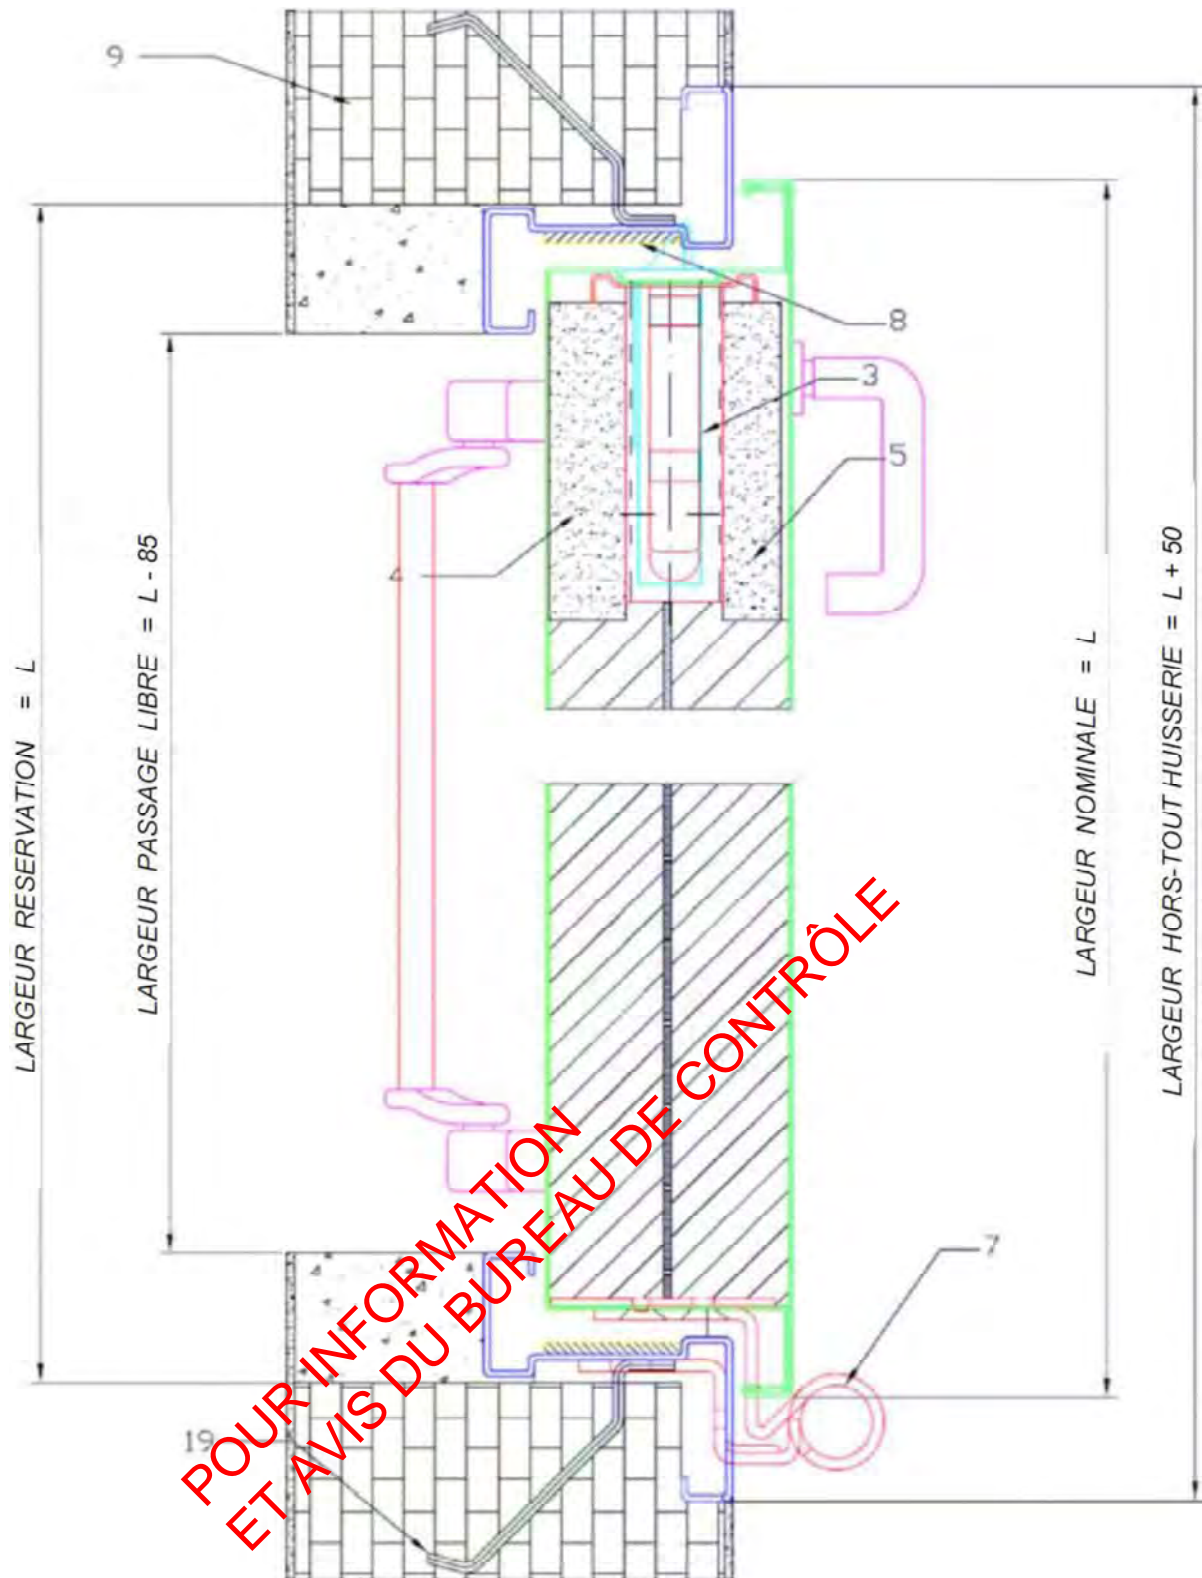 9
8
3
5
4
7
19
LARGEUR RESERVATION = L
LARGEUR PASSAGE LIBRE = L - 85
LARGEUR NOMINALE = L
LARGEUR HORS-TOUT HUISSERIE = L + 50
POUR INFORMATION
ET AVIS DU BUREAU DE CONTRÔLE